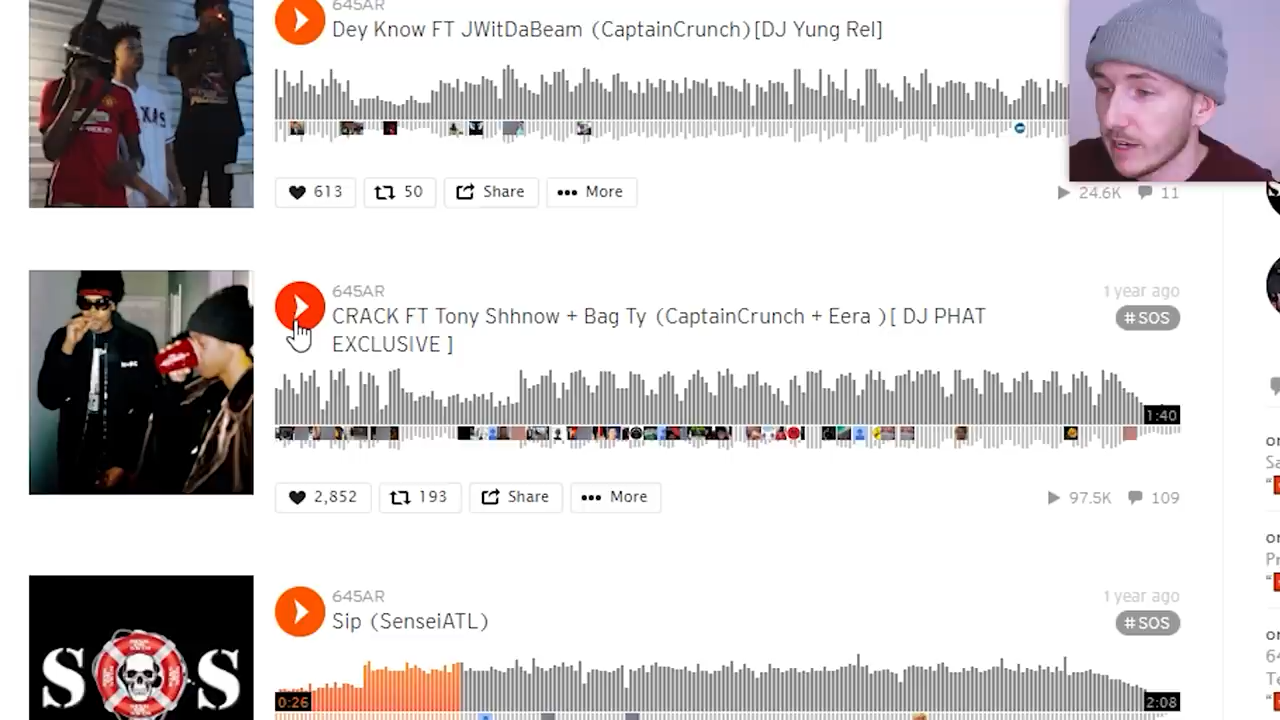 645AR
Dey Know FT JWitDaBeam (CaptainCrunch)[DJ Yung Rel]
613
50
Share
More
24.6K
11
645AR
1 year ago
CRACK FT Tony Shhnow + Bag Ty (CaptainCrunch + Eera )[ DJ PHAT
EXCLUSIVE ]
#SOS
1:40
2,852
193
Share
More
97.5K
109
645AR
1 year ago
Sip (SenseiATL)
#SOS
S S
0:26
2:08